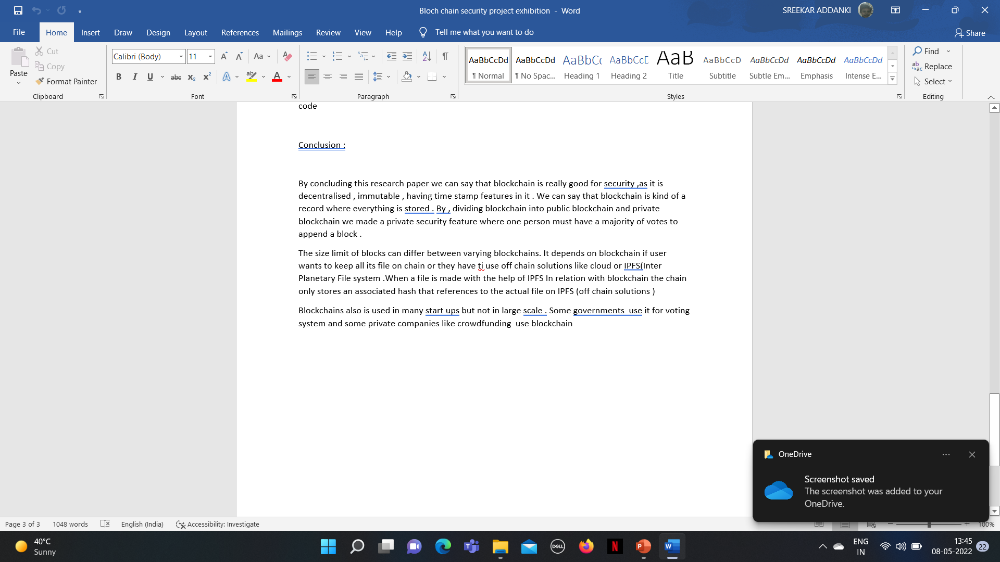 Bloch chain security project exhibition - Word
SREEKAR ADDANKI
File Home Insert Draw Design Layout References Mailings Review View Help Tell me what you want to do
Share
Paste
Cut
Copy
Format Painter
Clipboard
Calibri (Body) 11
Aa
B I U abc x₂ x² A ab A
Font
Paragraph
AaBbCcDd AaBbCcDd AaBbC( AaBbCcC AaB AaBbCcD AaBbCcDd AaBbCcDd AaBbCcDd
¶ Normal ¶ No Spac... Heading 1 Heading 2 Title Subtitle Subtle Em... Emphasis Intense E...
Styles
Find
Replace
Select
Editing
code
Conclusion :
By concluding this research paper we can say that blockchain is really good for security ,as it is
decentralised , immutable , having time stamp features in it . We can say that blockchain is kind of a
record where everything is stored . By , dividing blockchain into public blockchain and private
blockchain we made a private security feature where one person must have a majority of votes to
append a block .
The size limit of blocks can differ between varying blockchains. It depends on blockchain if user
wants to keep all its file on chain or they have ti use off chain solutions like cloud or IPFS(Inter
Planetary File system .When a file is made with the help of IPFS In relation with blockchain the chain
only stores an associated hash that references to the actual file on IPFS (off chain solutions )
Blockchains also is used in many start ups but not in large scale . Some governments  use it for voting
system and some private companies like crowdfunding  use blockchain
OneDrive
Screenshot saved
The screenshot was added to your
OneDrive.
Page 3 of 3 1048 words English (India) Accessibility: Investigate
100%
40°C
Sunny
DELL
N
P
W
ENG
IN
13:45
08-05-2022
22